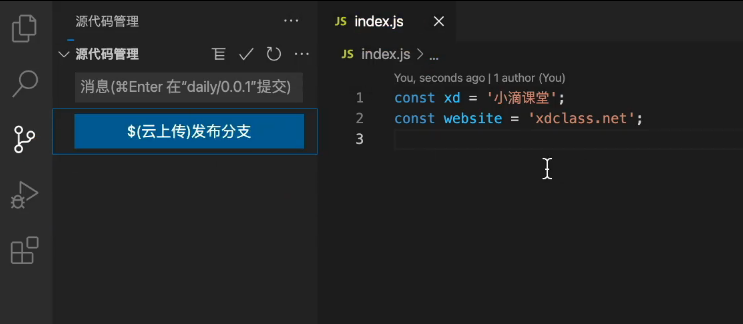 源代码管理
源代码管理
消息(⌘Enter 在“daily/0.0.1”提交)
$(云上传)发布分支
JS index.js
JS index.js > ...
You, seconds ago | 1 author (You)
1 const xd = '小滴课堂';
2 const website = 'xdclass.net';
3